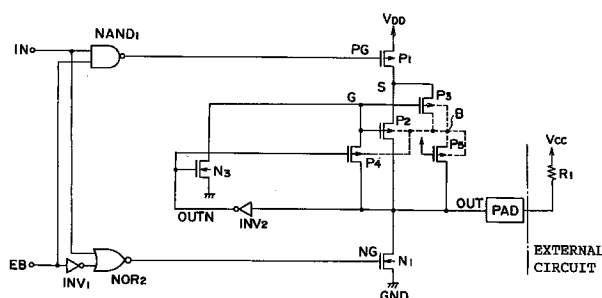 NAND1
VDD
IN
PG
P1
S
P3
G
P2
B
P4
P5
VCC
N3
R1
OUTN
INV2
OUT
PAD
NG
N1
EB
INV1
NOR2
GND
EXTERNAL
CIRCUIT